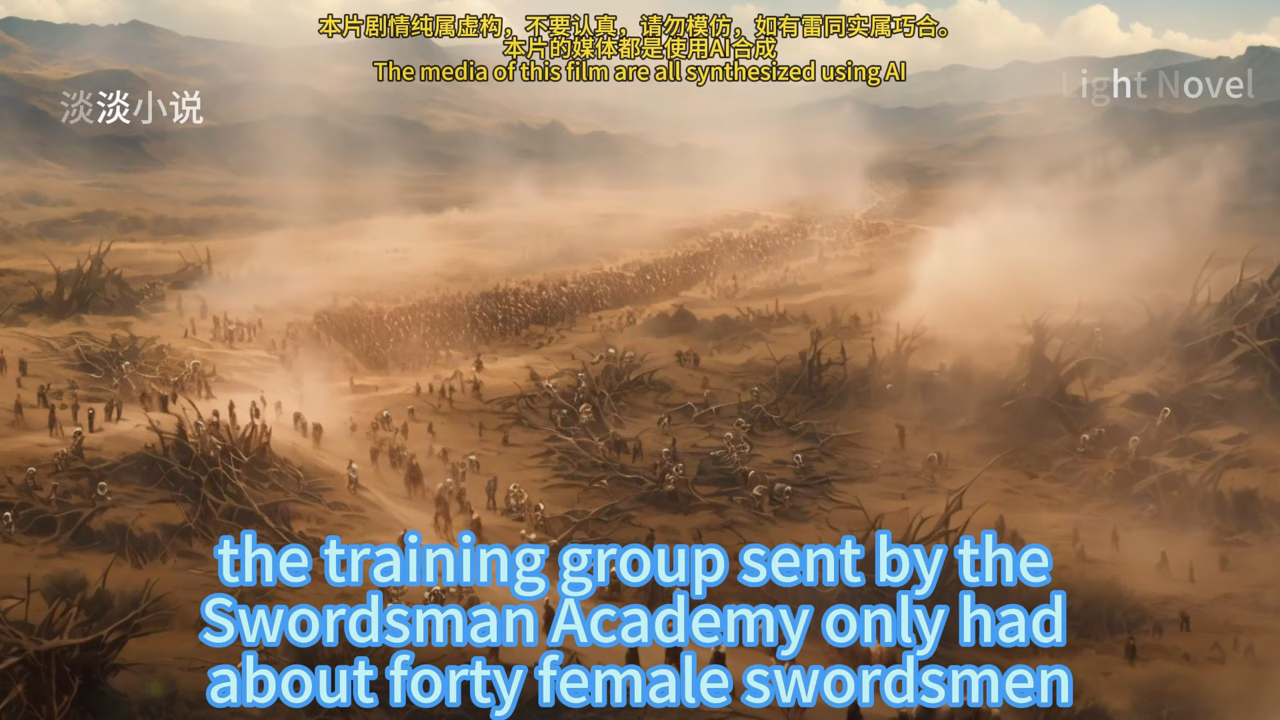 本片剧情纯属虚构，不要认真，请勿模仿，如有雷同实属巧合。
本片的媒体都是使用AI合成
The media of this film are all synthesized using AI
淡淡小说
Light Novel
the training group sent by the
Swordsman Academy only had
about forty female swordsmen